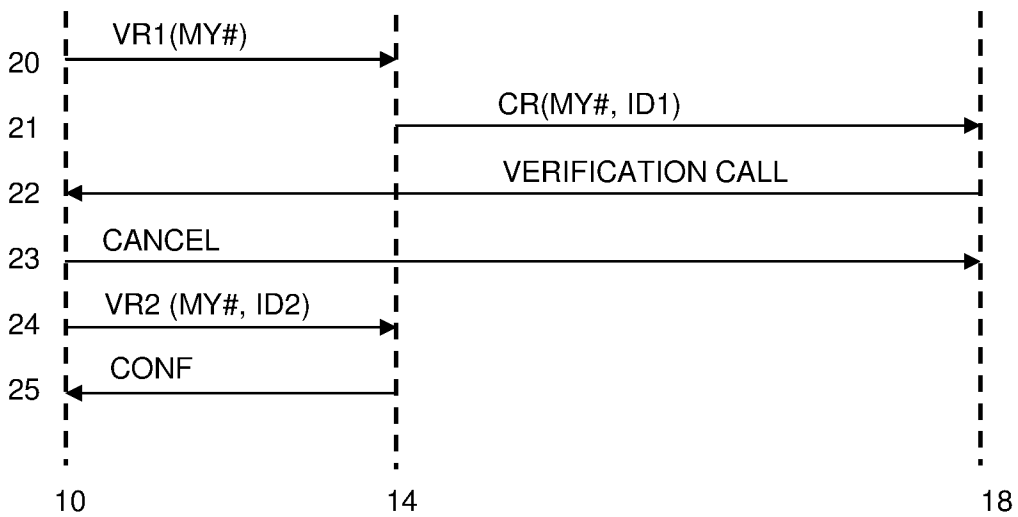 20 VR1(MY#)
21 CR(MY#, ID1)
22 VERIFICATION CALL
23 CANCEL
24 VR2 (MY#, ID2)
25 CONF
10 14 18